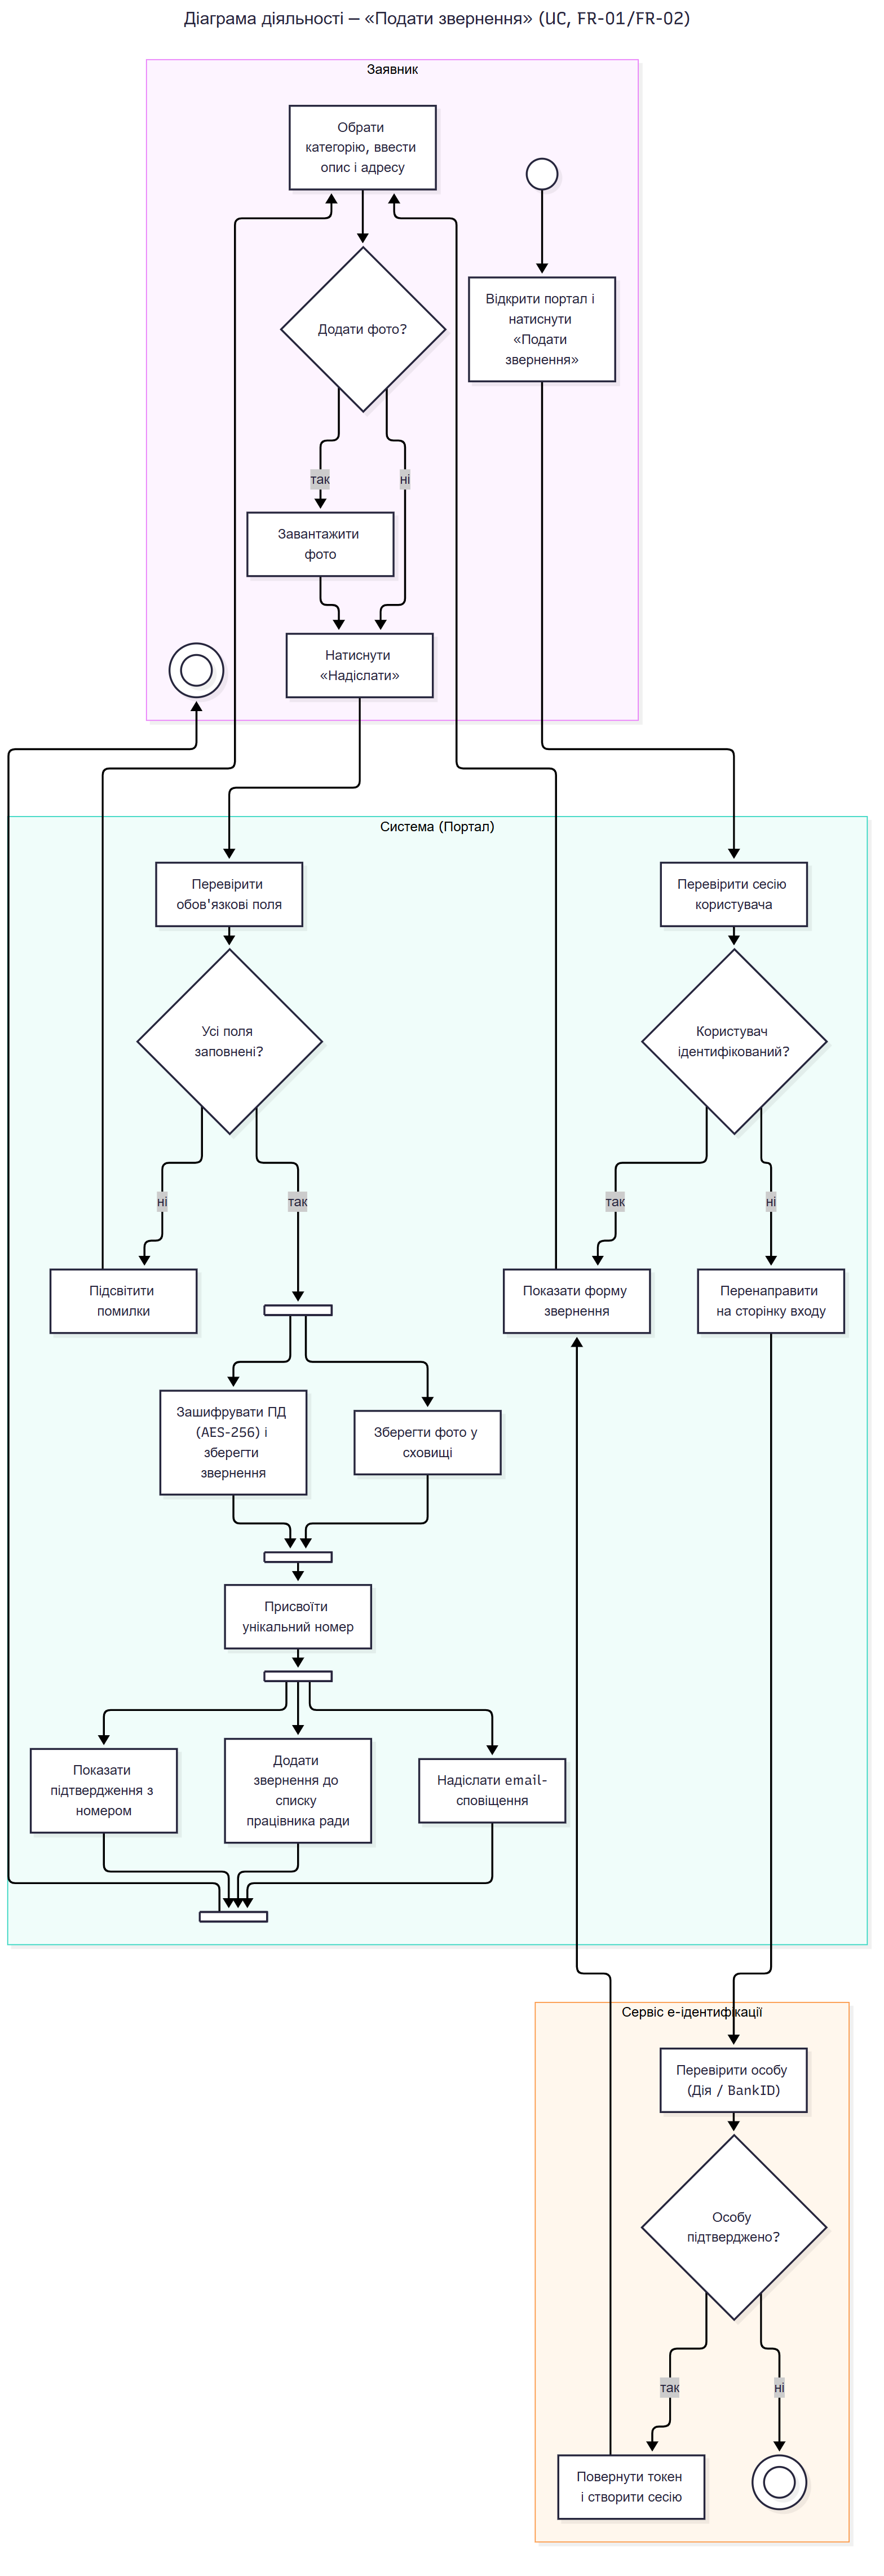 Діаграма діяльності — «Подати звернення» (UC, FR-01/FR-02)
Заявник
Обрати
категорію, ввести
опис і адресу
Відкрити портал і
натиснути
«Подати
звернення»
Додати фото?
так
ні
Завантажити
фото
Натиснути
«Надіслати»
Система (Портал)
Перевірити
обов'язкові поля
Перевірити сесію
користувача
Усі поля
заповнені?
Користувач
ідентифікований?
ні
так
так
ні
Підсвітити
помилки
Показати форму
звернення
Перенаправити
на сторінку входу
Зашифрувати ПД
(AES-256) і
зберегти
звернення
Зберегти фото у
сховищі
Присвоїти
унікальний номер
Показати
підтвердження з
номером
Додати
звернення до
списку
працівника ради
Надіслати email-
сповіщення
Сервіс е-ідентифікації
Перевірити особу
(Дія / BankID)
Особу
підтверджено?
так
ні
Повернути токен
і створити сесію